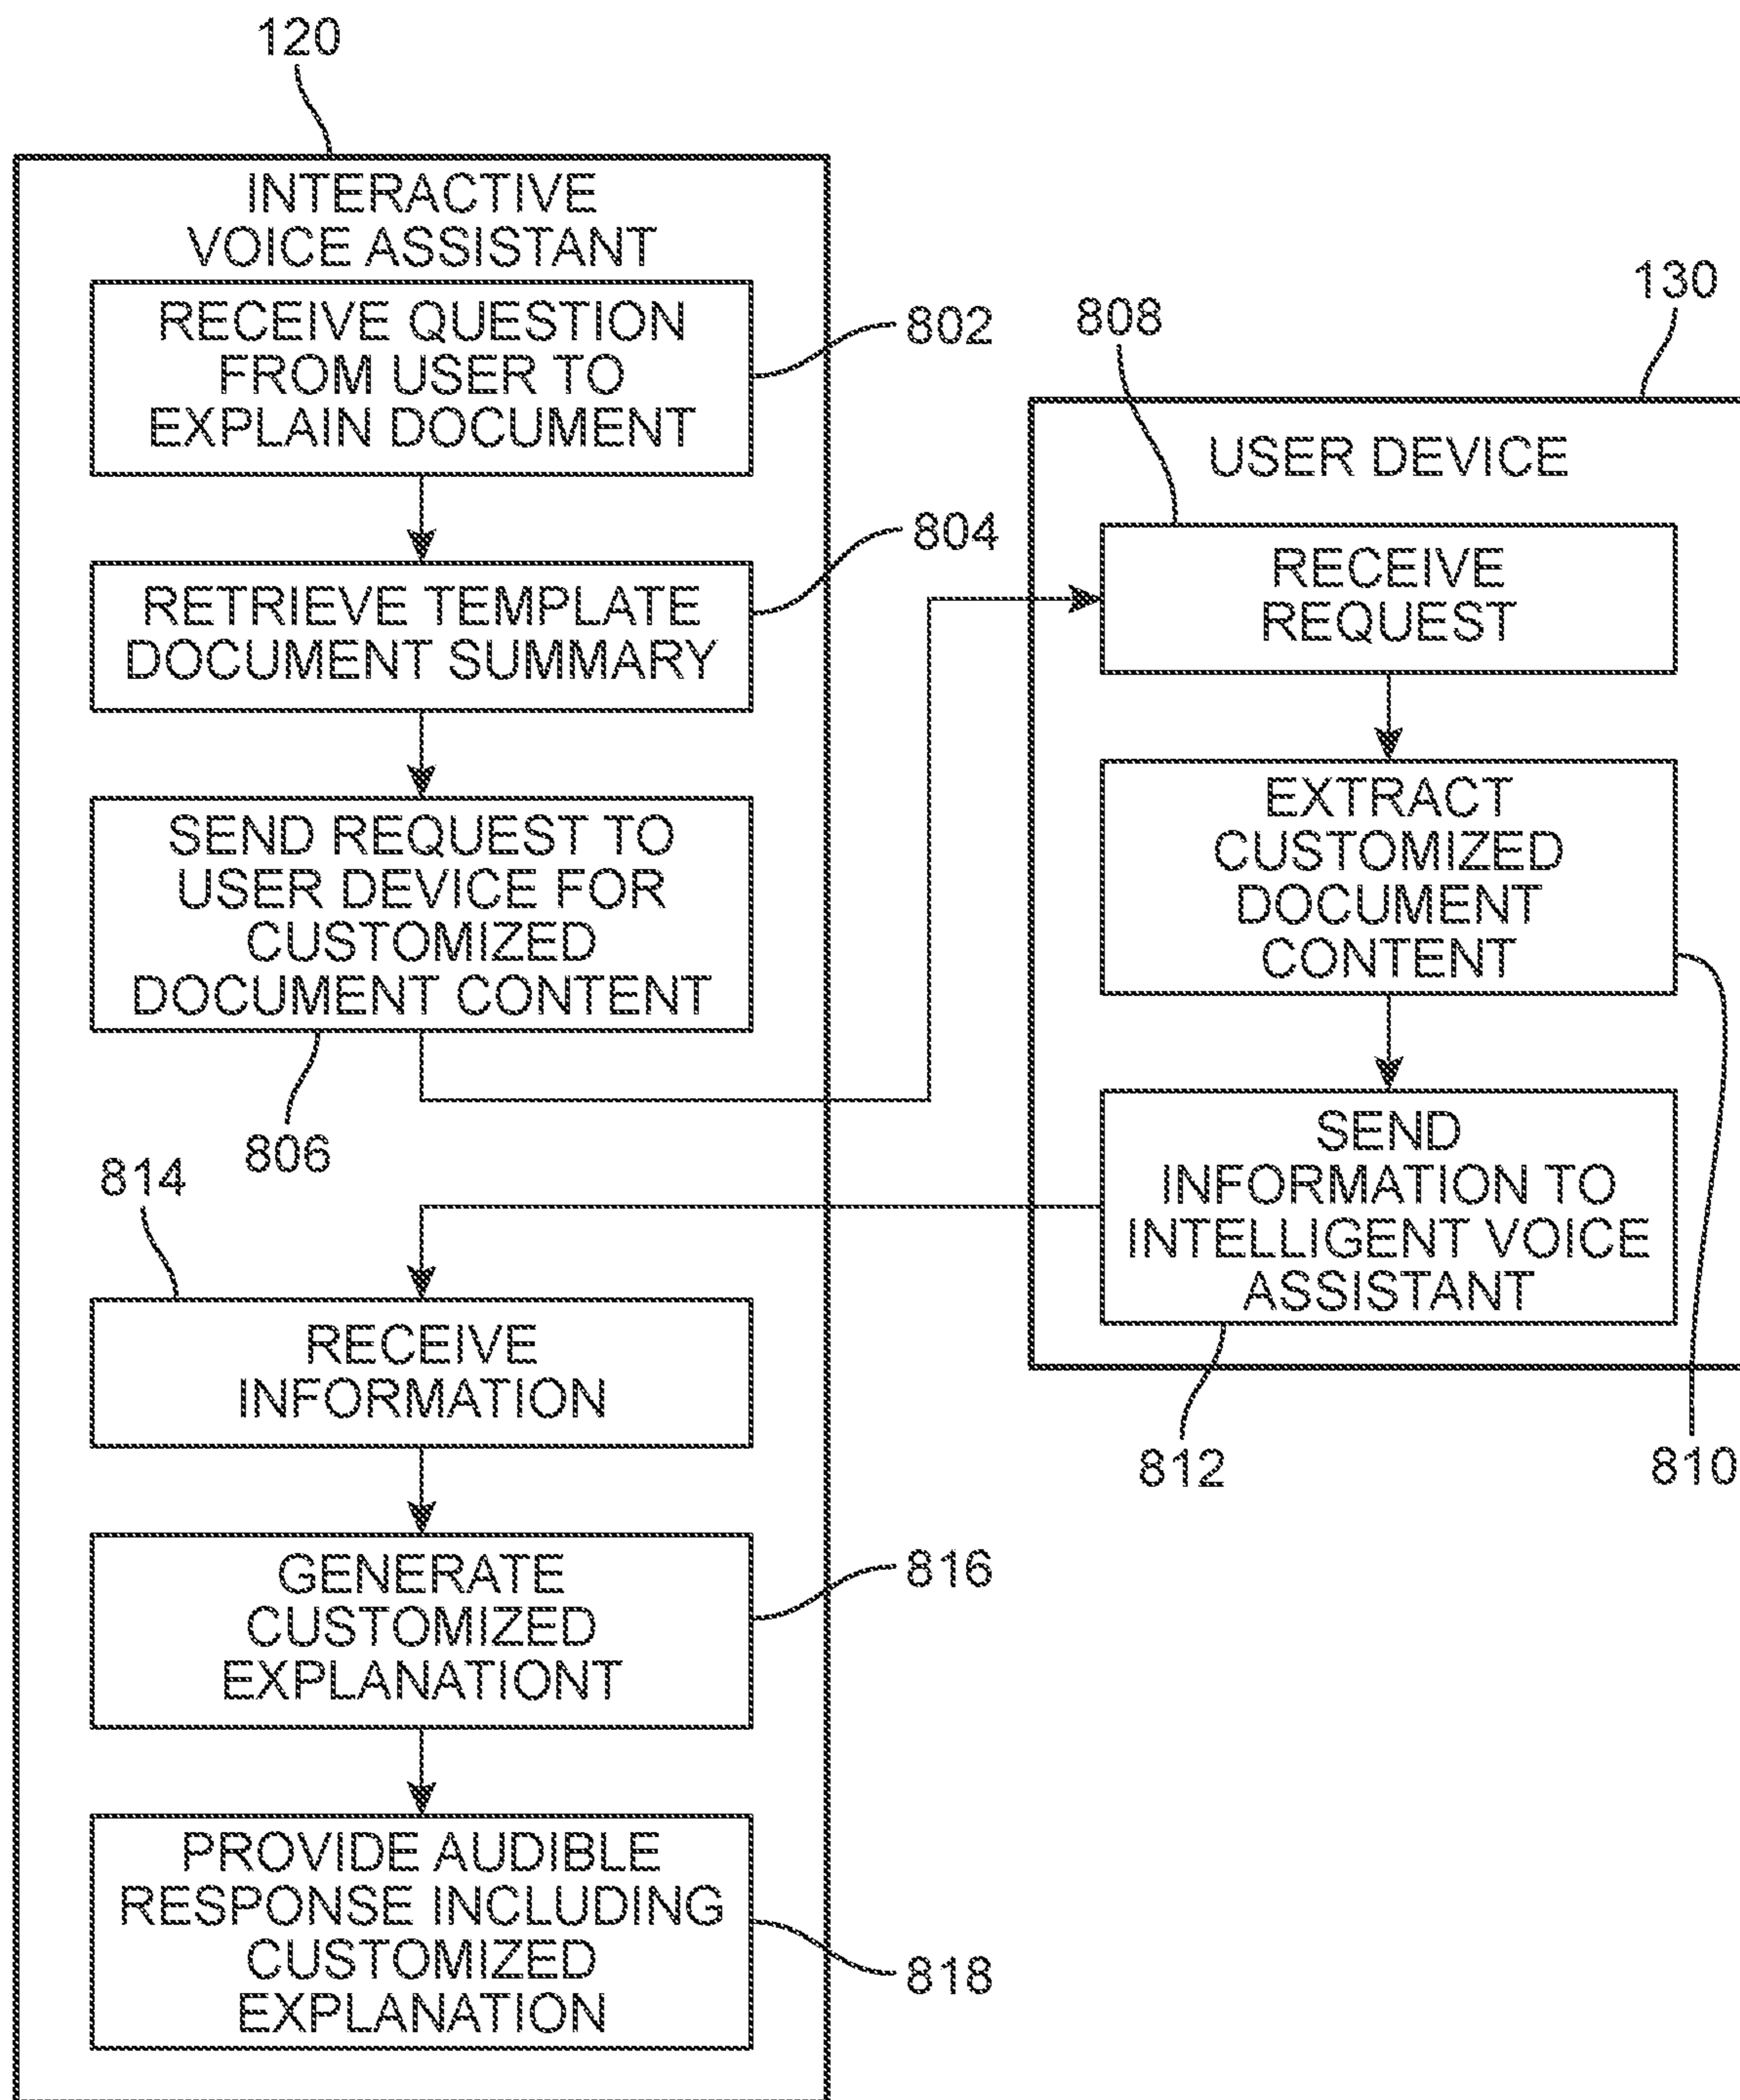 120
INTERACTIVE
VOICE ASSISTANT
RECEIVE QUESTION
FROM USER TO
EXPLAIN DOCUMENT
802
RETRIEVE TEMPLATE
DOCUMENT SUMMARY
804
SEND REQUEST TO
USER DEVICE FOR
CUSTOMIZED
DOCUMENT CONTENT
806
130
USER DEVICE
808
RECEIVE
REQUEST
EXTRACT
CUSTOMIZED
DOCUMENT
CONTENT
810
SEND
INFORMATION TO
INTELLIGENT VOICE
ASSISTANT
812
814
RECEIVE
INFORMATION
GENERATE
CUSTOMIZED
EXPLANATIONT
816
PROVIDE AUDIBLE
RESPONSE INCLUDING
CUSTOMIZED
EXPLANATION
818